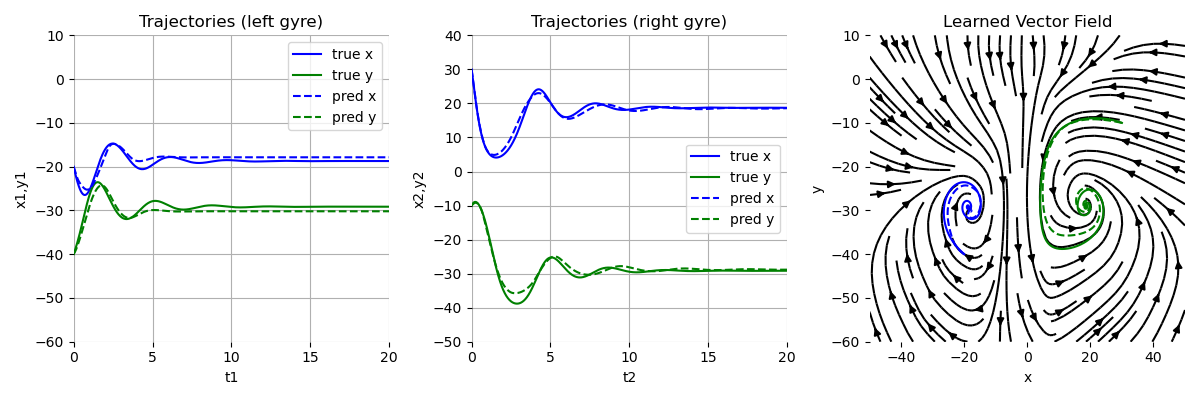 Trajectories (left gyre)
10
0
−10
−20
−30
−40
−50
−60
x1,y1
0
5
10
15
20
t1
true x
true y
pred x
pred y
Trajectories (right gyre)
40
30
20
10
0
−10
−20
−30
−40
−50
x2,y2
0
5
10
15
20
t2
true x
true y
pred x
pred y
Learned Vector Field
10
0
−10
−20
−30
−40
−50
−60
y
−40
−20
0
20
40
x